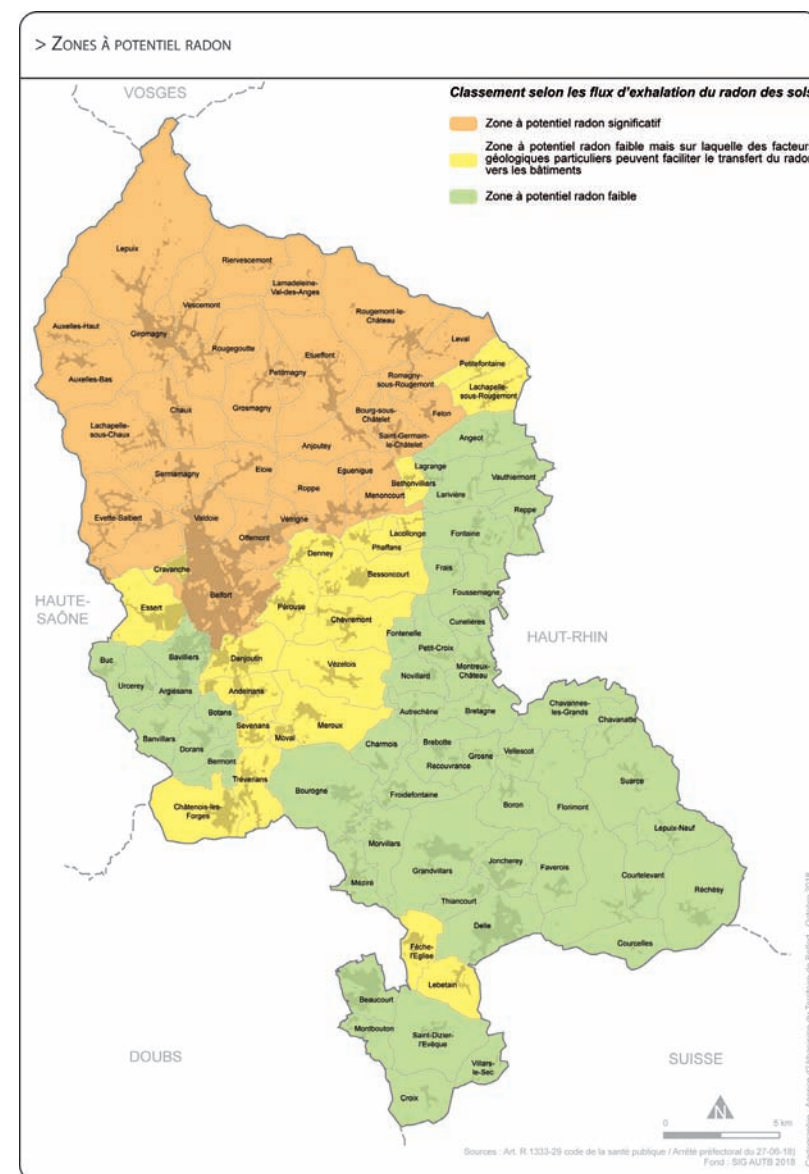 > ZONES À POTENTIEL RADON
VOSGES
Classement selon les flux d'exhalation du radon des sols
Zone à potentiel radon significatif
Zone à potentiel radon faible mais sur laquelle des facteurs
géologiques particuliers peuvent faciliter le transfert du radon
vers les bâtiments
Zone à potentiel radon faible
Lepuix
Riervescemont
Lamadeleine-
Val-des-Anges
Vescemont
Rougemont-le-
Château
Auxelles-Haut
Giromagny
Leval
Rougegoutte
Etueffont
Petitefontaine
Auxelles-Bas
Petitmagny
Romagny-
sous-Rougemont
Lachapelle-
sous-Rougemont
Chaux
Grosmagny
Bourg-sous-
Châtelet
Felon
Lachapelle-
sous-Chaux
Saint-Germain-
le-Châtelet
Angeot
Anjoutey
Sermamagny
Eloie
Eguenigue
Lagrange
Vauthiermont
Bethonvilliers
Roppe
Menoncourt
Larivière
Reppe
Evette-Salbert
Valdoie
Vétrigne
Offemont
Lacollonge
Fontaine
Denney
Phaffans
Cravanche
Bessoncourt
Frais
Belfort
Foussemagne
Essert
Pérouse
HAUTE-
SAÔNE
Chèvremont
Cunelières
Fontenelle
HAUT-RHIN
Petit-Croix
Buc
Bavilliers
Danjoutin
Vézelois
Montreux-
Château
Urcerey
Argiésans
Andelnans
Novillard
Botans
Autrechêne
Bretagne
Chavannes-
les-Grands
Sevenans
Meroux
Chavanatte
Banvillars
Moval
Charmois
Brebotte
Dorans
Vellescot
Bermont
Grosne
Recouvrance
Trévenans
Suarce
Bourogne
Froidefontaine
Châtenois-les-
Forges
Boron
Florimont
Lepuix-Neuf
Morvillars
Joncherey
Grandvillars
Faverois
Courtelevant
Méziré
Réchésy
Thiancourt
Delle
Courcelles
Fêche-
l'Eglise
Lebetain
Beaucourt
Montbouton
Saint-Dizier-
l'Evêque
DOUBS
SUISSE
Villars-
le-Sec
Croix
N
0 5 km
Sources : Art. R.1333-29 code de la santé publique / Arrêté préfectoral du 27-06-18)
Fond : SIG AUTB 2018